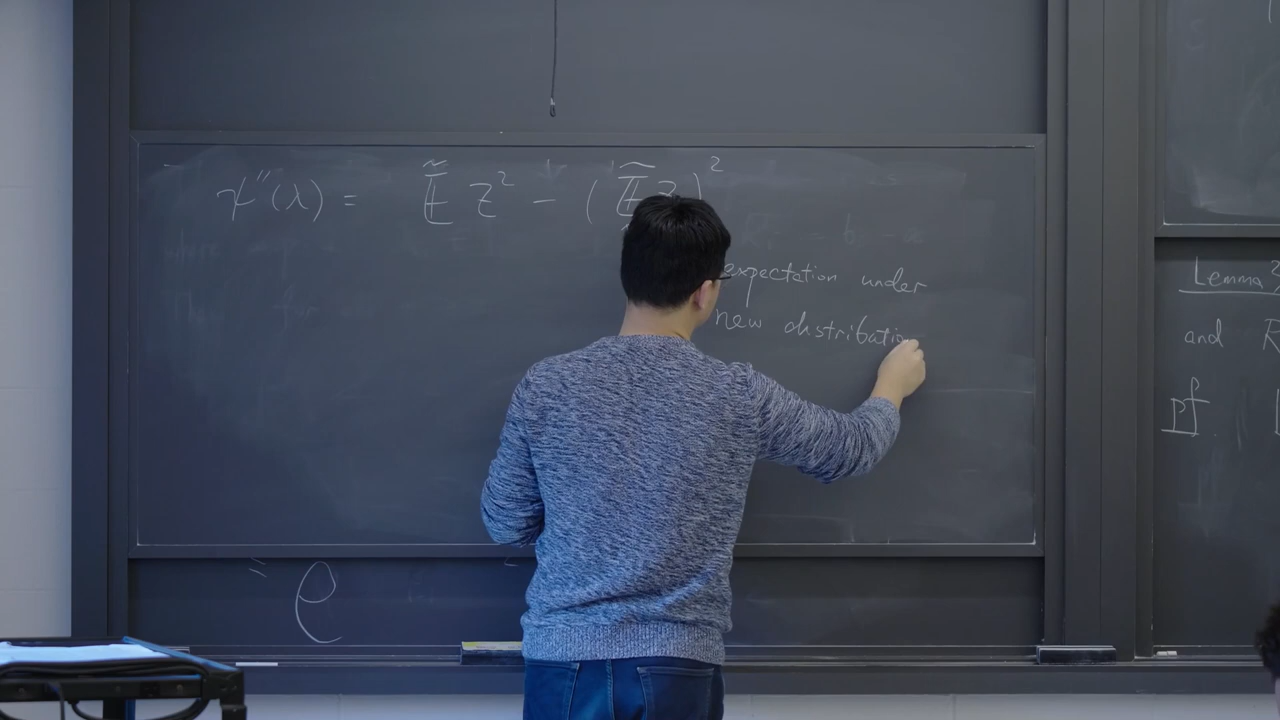 ψ''(λ) = Ẽ Z² − (Ẽ Z)²
expectation under
new distribution
= e
Lemma
and R
pf